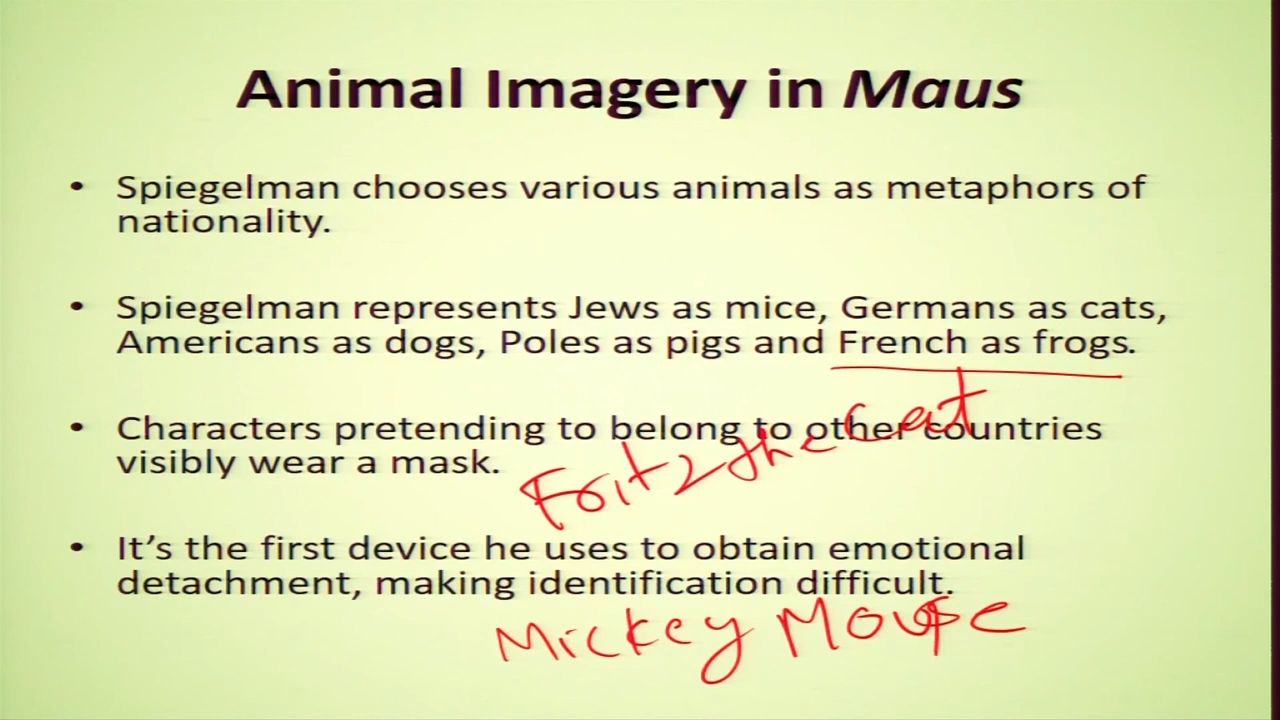 Animal Imagery in Maus
• Spiegelman chooses various animals as metaphors of
nationality.
• Spiegelman represents Jews as mice, Germans as cats,
Americans as dogs, Poles as pigs and French as frogs.
• Characters pretending to belong to other countries
visibly wear a mask.
Fritz the Cat
• It's the first device he uses to obtain emotional
detachment, making identification difficult.
Mickey Mouse